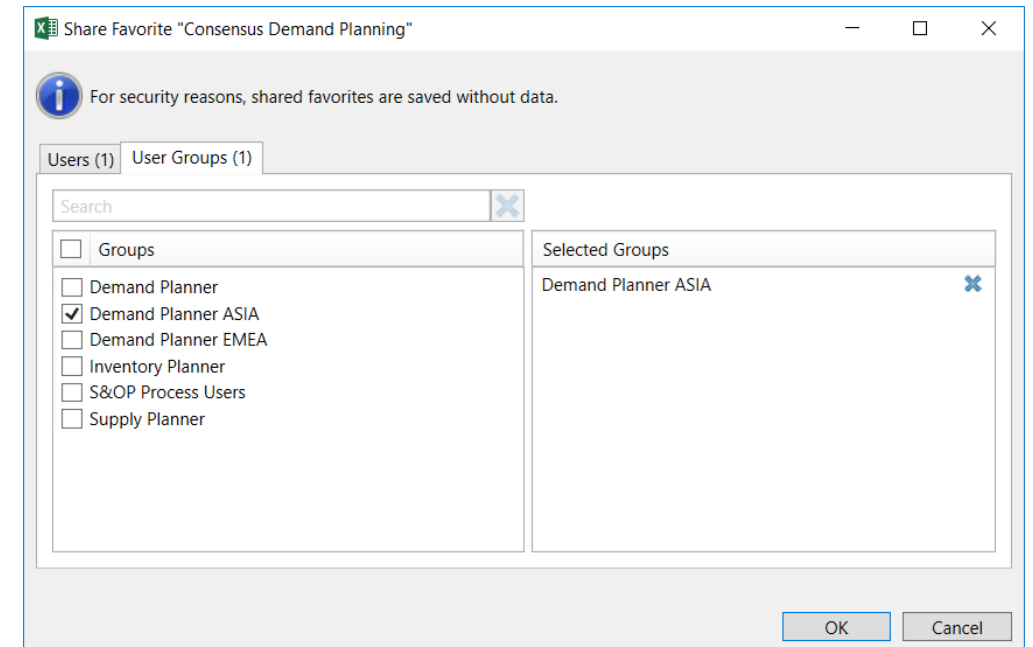 Share Favorite "Consensus Demand Planning"
For security reasons, shared favorites are saved without data.
Users (1) User Groups (1)
Search
Groups
Demand Planner
Demand Planner ASIA
Demand Planner EMEA
Inventory Planner
S&OP Process Users
Supply Planner
Selected Groups
Demand Planner ASIA
OK Cancel